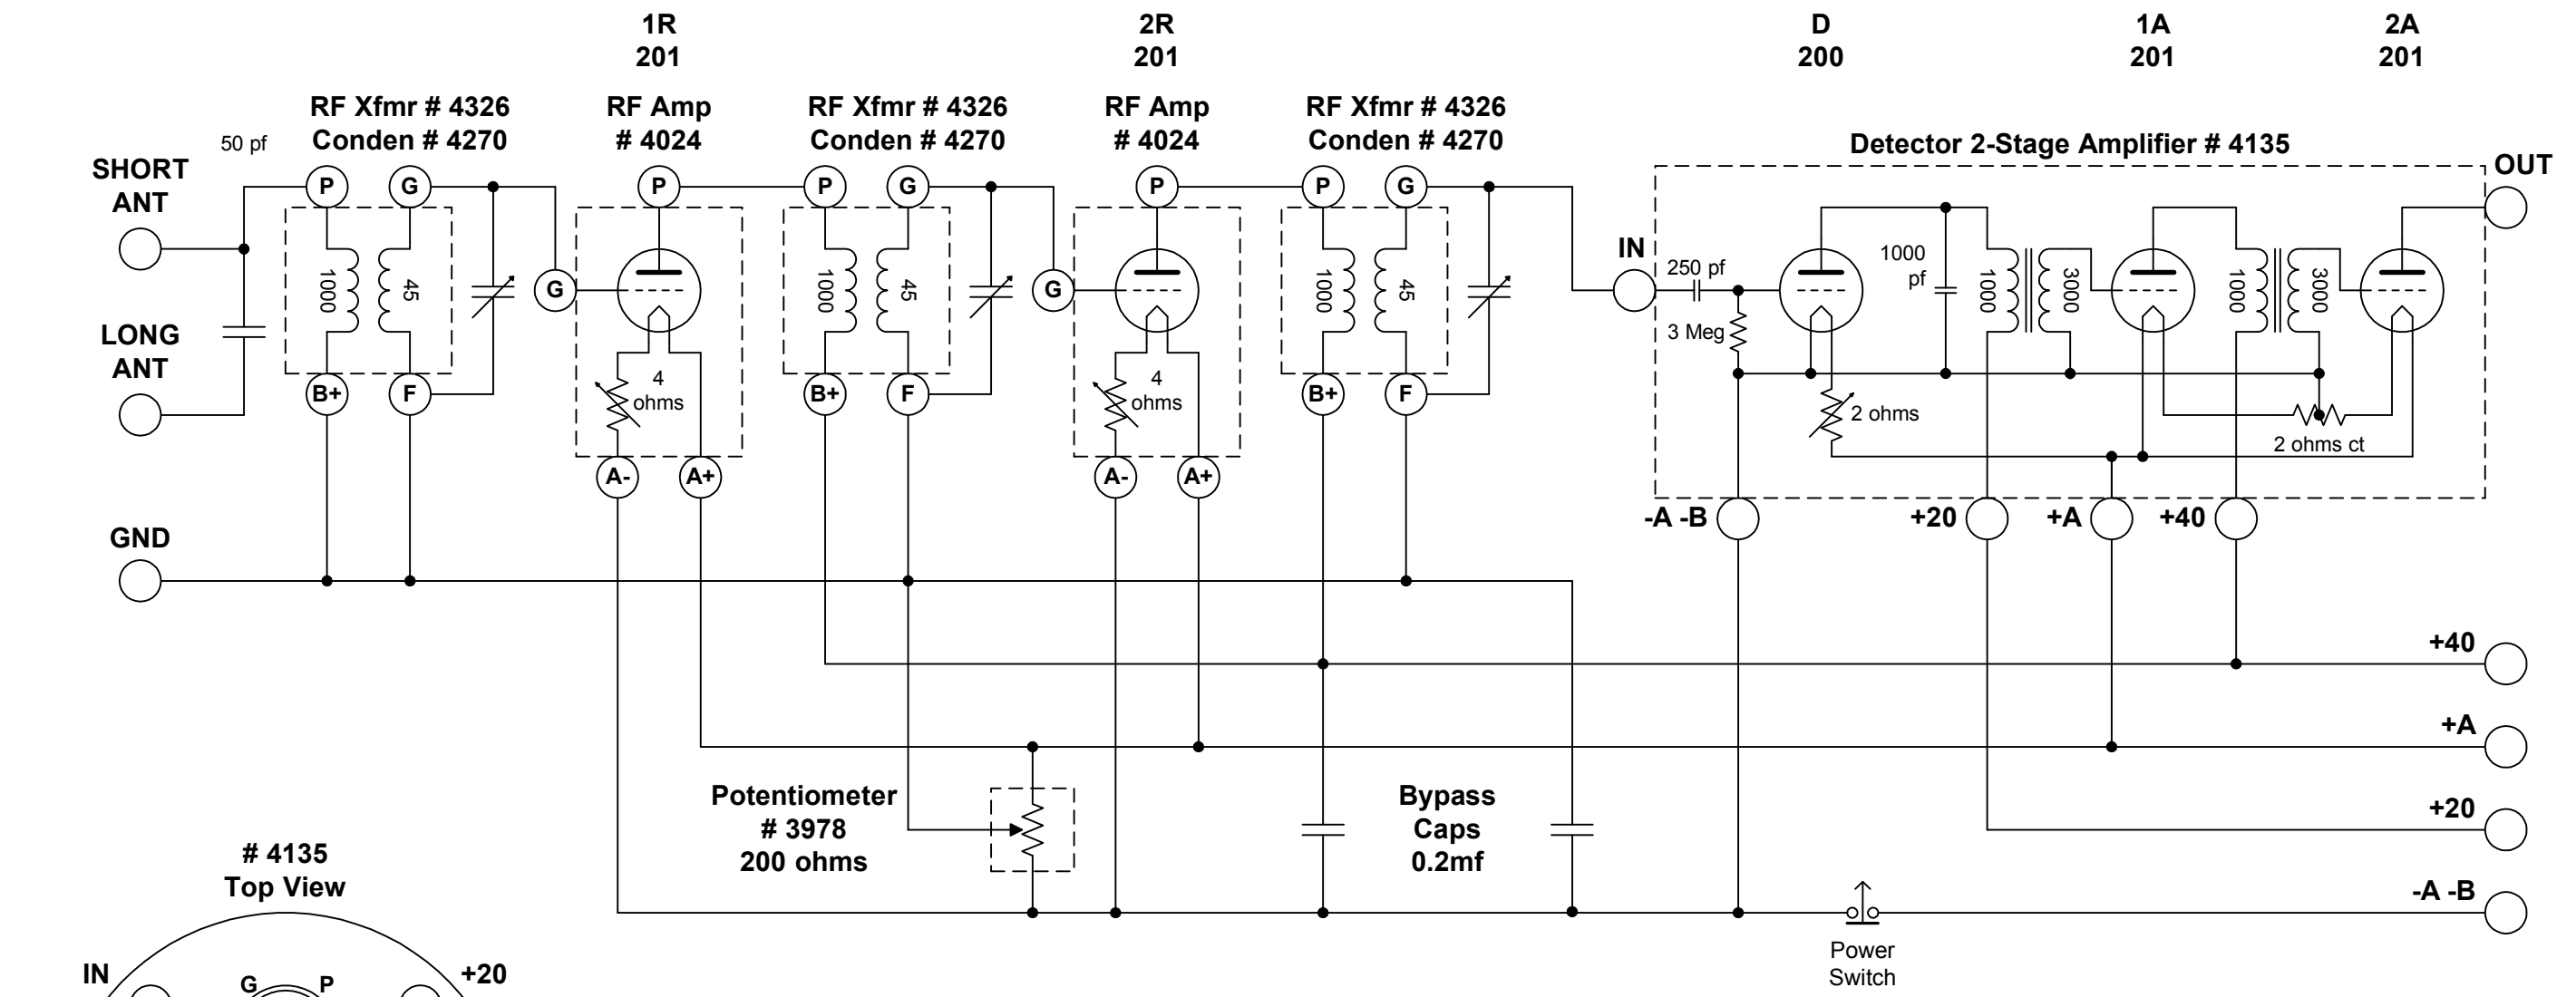 1R
201
2R
201
D
200
1A
201
2A
201
RF Xfmr # 4326
Conden # 4270
RF Amp
# 4024
RF Xfmr # 4326
Conden # 4270
RF Amp
# 4024
RF Xfmr # 4326
Conden # 4270
Detector 2-Stage Amplifier # 4135
50 pf
SHORT
ANT
LONG
ANT
GND
P
G
1000
45
B+
F
G
P
4
ohms
A-
A+
P
G
1000
45
B+
F
G
P
4
ohms
A-
A+
P
G
1000
45
B+
F
IN
250 pf
3 Meg
1000
pf
1000
3000
1000
3000
2 ohms
2 ohms ct
OUT
-A -B
+20
+A
+40
+40
+A
+20
-A -B
Potentiometer
# 3978
200 ohms
Bypass
Caps
0.2mf
Power
Switch
# 4135
Top View
IN
G
P
+20